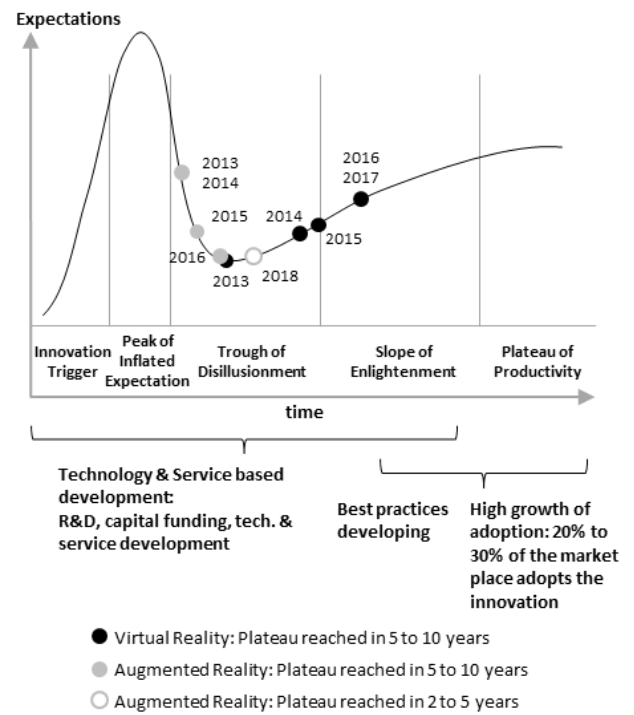 Expectations
2013
2014
2015
2016
2013
2018
2014
2015
2016
2017
Innovation
Trigger
Peak of
Inflated
Expectation
Trough of
Disillusionment
Slope of
Enlightenment
Plateau of
Productivity
time
Technology & Service based
development:
R&D, capital funding, tech. &
service development
Best practices
developing
High growth of
adoption: 20% to
30% of the market
place adopts the
innovation
Virtual Reality: Plateau reached in 5 to 10 years
Augmented Reality: Plateau reached in 5 to 10 years
Augmented Reality: Plateau reached in 2 to 5 years